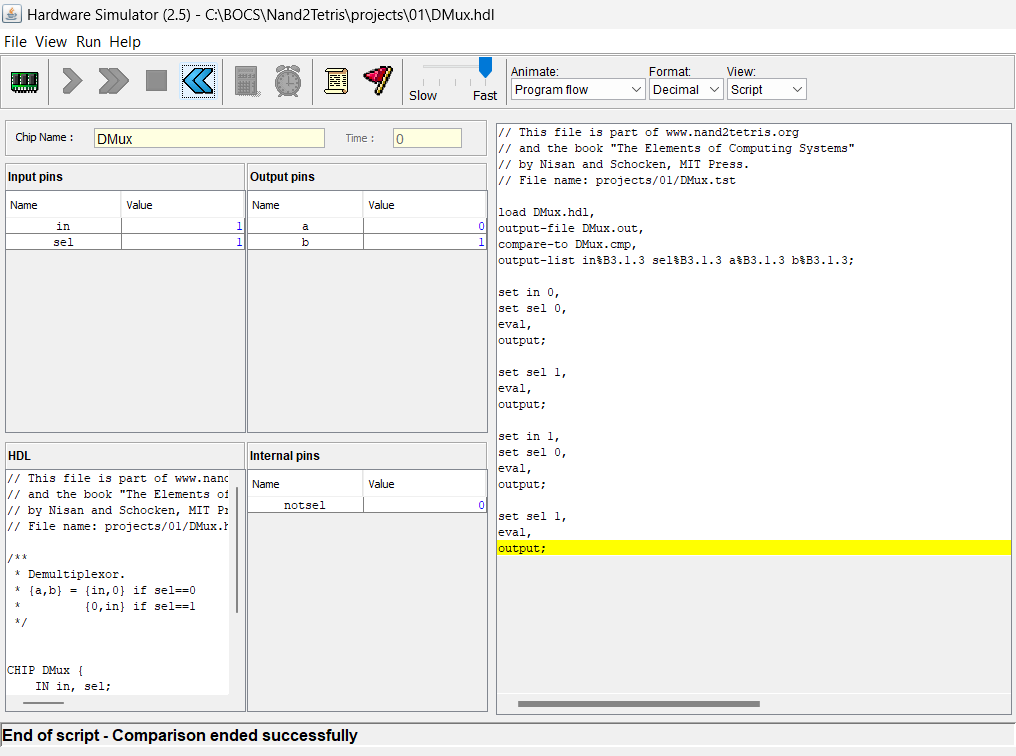 Hardware Simulator (2.5) - C:\BOCS\Nand2Tetris\projects\01\DMux.hdl
File View Run Help
Slow Fast
Animate: Format: View:
Program flow Decimal Script
Chip Name : DMux Time : 0
Input pins
Name Value
in 1
sel 1
Output pins
Name Value
a 0
b 1
HDL
// This file is part of www.nand
// and the book "The Elements of
// by Nisan and Schocken, MIT Pr
// File name: projects/01/DMux.h
/**
* Demultiplexor.
* {a,b} = {in,0} if sel==0
* {0,in} if sel==1
*/
CHIP DMux {
IN in, sel;
Internal pins
Name Value
notsel 0
// This file is part of www.nand2tetris.org
// and the book "The Elements of Computing Systems"
// by Nisan and Schocken, MIT Press.
// File name: projects/01/DMux.tst
load DMux.hdl,
output-file DMux.out,
compare-to DMux.cmp,
output-list in%B3.1.3 sel%B3.1.3 a%B3.1.3 b%B3.1.3;
set in 0,
set sel 0,
eval,
output;
set sel 1,
eval,
output;
set in 1,
set sel 0,
eval,
output;
set sel 1,
eval,
output;
End of script - Comparison ended successfully